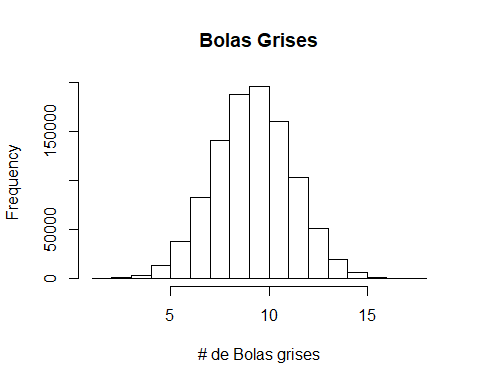 Bolas Grises
Frequency
150000
50000
0
5 10 15
# de Bolas grises